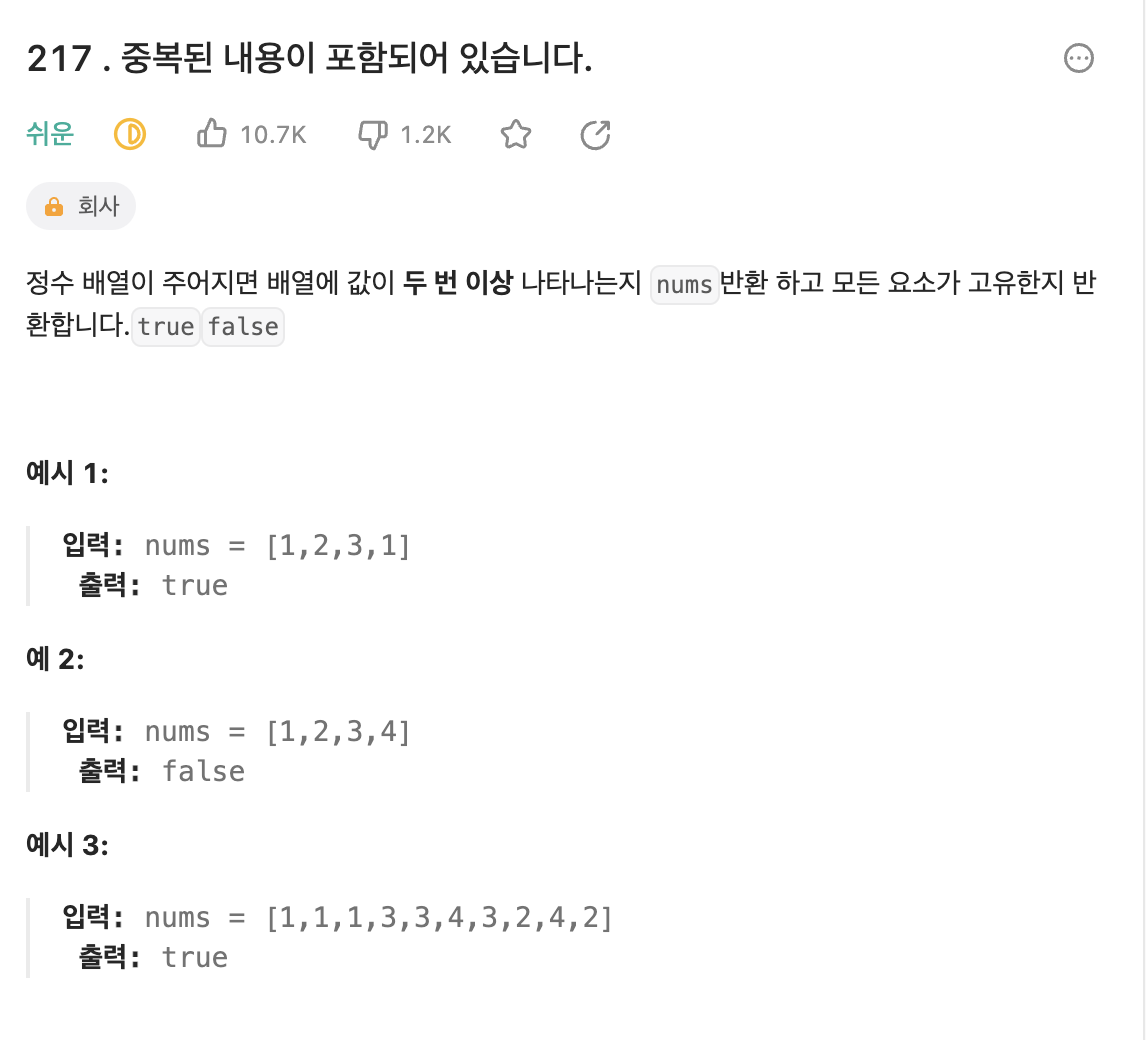 217 . 중복된 내용이 포함되어 있습니다.
쉬운 10.7K 1.2K
회사
정수 배열이 주어지면 배열에 값이 두 번 이상 나타나는지 nums반환 하고 모든 요소가 고유한지 반
환합니다.true false
예시 1:
입력: nums = [1,2,3,1]
출력: true
예 2:
입력: nums = [1,2,3,4]
출력: false
예시 3:
입력: nums = [1,1,1,3,3,4,3,2,4,2]
출력: true